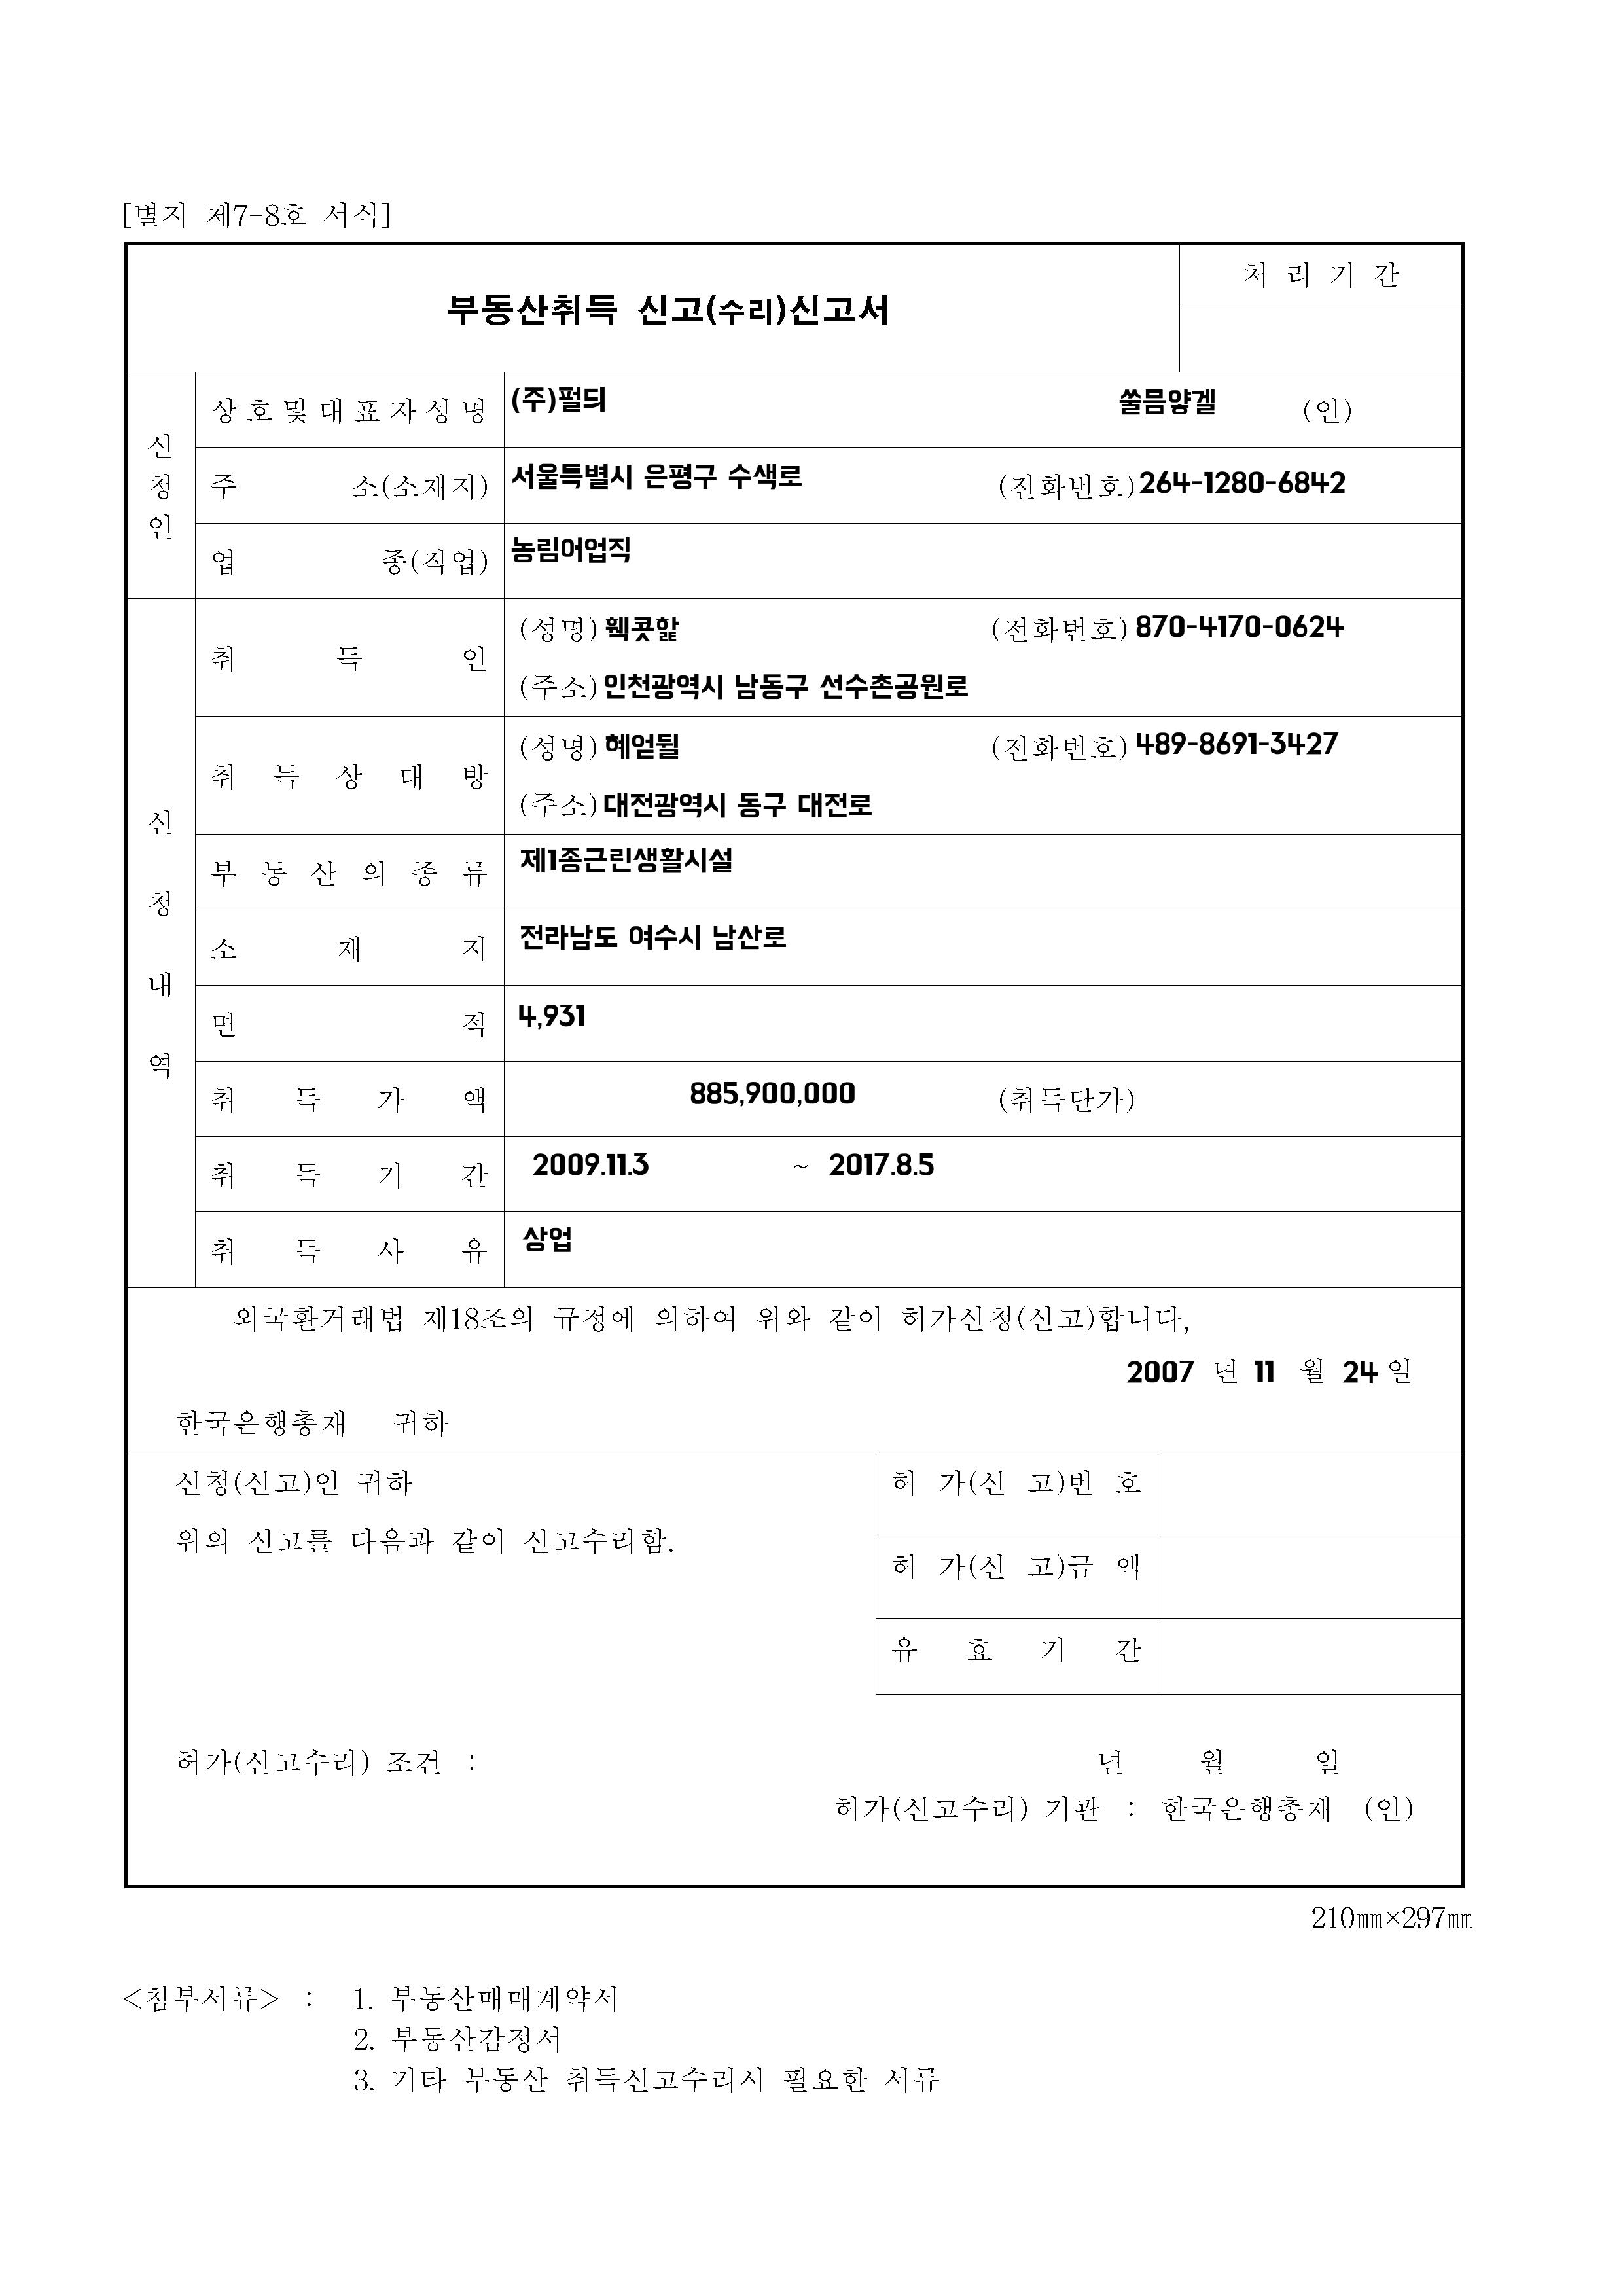 [별지 제7-8호 서식]
부동산취득 신고(수리)신고서
처 리 기 간
신청인
상호및대표자성명 (주)펄듸 쑬믐얗겔 (인)
주 소(소재지) 서울특별시 은평구 수색로 (전화번호) 264-1280-6842
업 종(직업) 농림어업직
신청내역
취 득 인 (성명) (전화번호) 870-4170-0624
(주소) 인천광역시 남동구 선수촌공원로
취 득 상 대 방 (성명) 혜얻뒬 (전화번호) 489-8691-3427
(주소) 대전광역시 동구 대전로
부 동 산 의 종 류 제1종근린생활시설
소 재 지 전라남도 여수시 남산로
면 적 4,931
취 득 가 액 885,900,000 (취득단가)
취 득 기 간 2009.11.3 ~ 2017.8.5
취 득 사 유 상업
외국환거래법 제18조의 규정에 의하여 위와 같이 허가신청(신고)합니다,
2007 년 11 월 24 일
한국은행총재 귀하
신청(신고)인 귀하
위의 신고를 다음과 같이 신고수리함.
허 가(신 고)번 호
허 가(신 고)금 액
유 효 기 간
허가(신고수리) 조건 :
년 월 일
허가(신고수리) 기관 : 한국은행총재 (인)
210㎜×297㎜
<첨부서류> : 1. 부동산매매계약서
2. 부동산감정서
3. 기타 부동산 취득신고수리시 필요한 서류